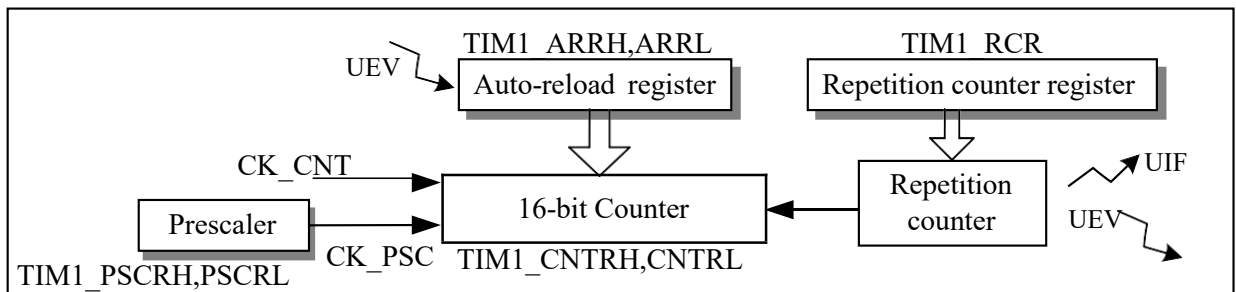 TIM1_ARRH,ARRL
TIM1_RCR
UEV
Auto-reload register
Repetition counter register
CK_CNT
16-bit Counter
Repetition
counter
UIF
UEV
Prescaler
CK_PSC
TIM1_CNTRH,CNTRL
TIM1_PSCRH,PSCRL